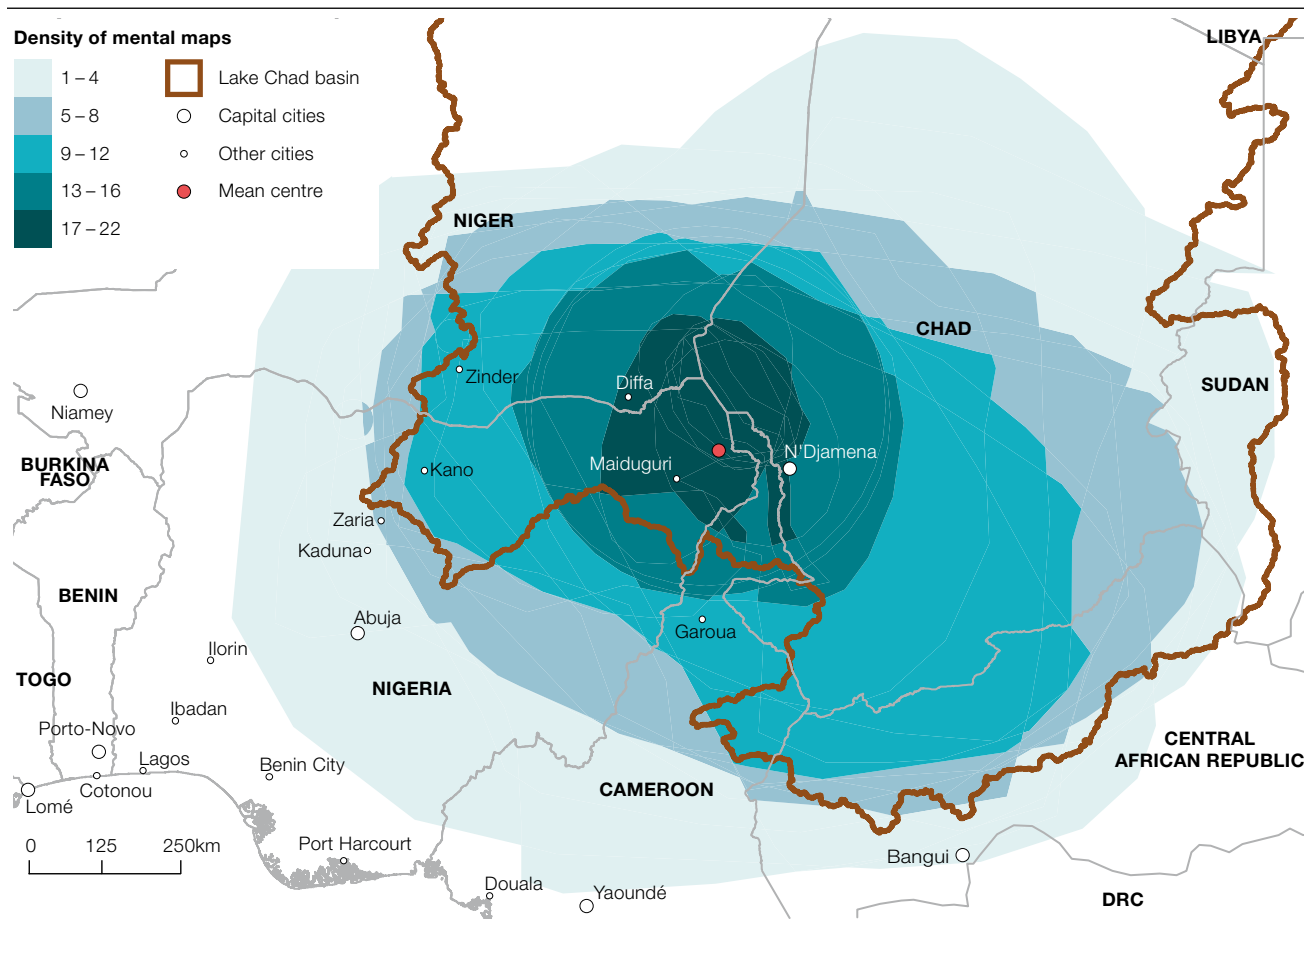 Density of mental maps
1 – 4
5 – 8
9 – 12
13 – 16
17 – 22
Lake Chad basin
Capital cities
Other cities
Mean centre
LIBYA
NIGER
CHAD
SUDAN
Zinder
Diffa
Niamey
BURKINA
FASO
Kano
Maiduguri
N'Djamena
Zaria
Kaduna
BENIN
Abuja
Garoua
Ilorin
TOGO
NIGERIA
Ibadan
Porto-Novo
Lagos
Cotonou
Lomé
Benin City
CAMEROON
CENTRAL
AFRICAN REPUBLIC
0 125 250km
Port Harcourt
Bangui
Douala
Yaoundé
DRC